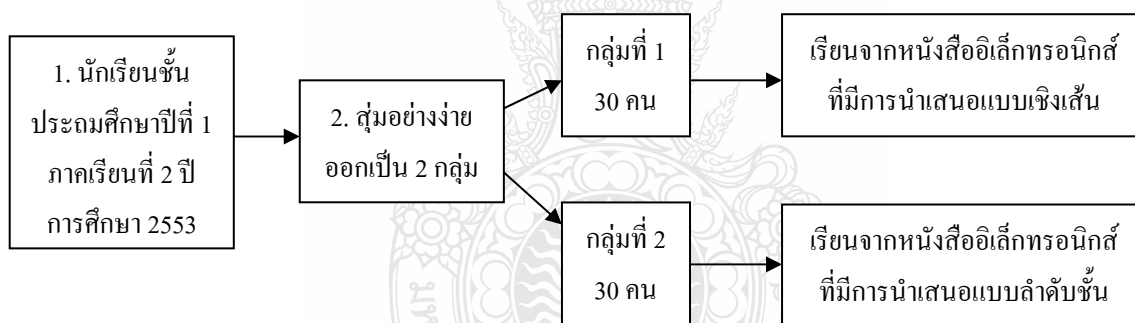 1. นักเรียนชั้น
ประถมศึกษาปีที่ 1
ภาคเรียนที่ 2 ปี
การศึกษา 2553
2. สุ่มอย่างง่าย
ออกเป็น 2 กลุ่ม
กลุ่มที่ 1
30 คน
เรียนจากหนังสืออิเล็กทรอนิกส์
ที่มีการนำเสนอแบบเชิงเส้น
กลุ่มที่ 2
30 คน
เรียนจากหนังสืออิเล็กทรอนิกส์
ที่มีการนำเสนอแบบลำดับชั้น